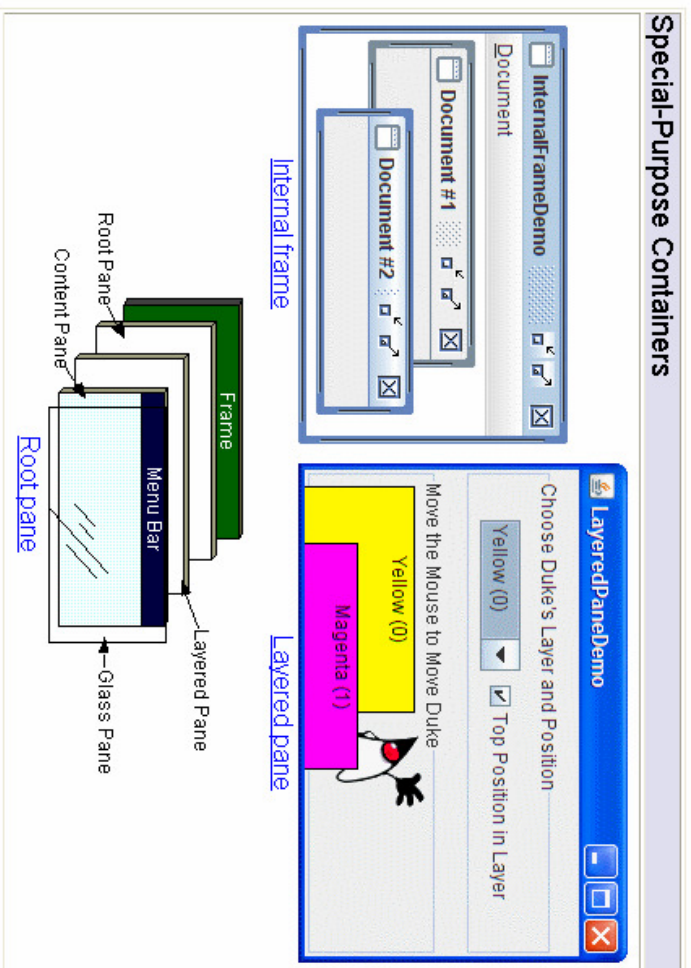 Special-Purpose Containers
InternalFrameDemo
Document
Document #1
Document #2
Internal frame
LayeredPaneDemo
Choose Duke's Layer and Position
Yellow (0)
Top Position in Layer
Move the Mouse to Move Duke
Yellow (0)
Magenta (1)
Layered pane
Frame
Root Pane
Content Pane
Menu Bar
Layered Pane
Glass Pane
Root pane